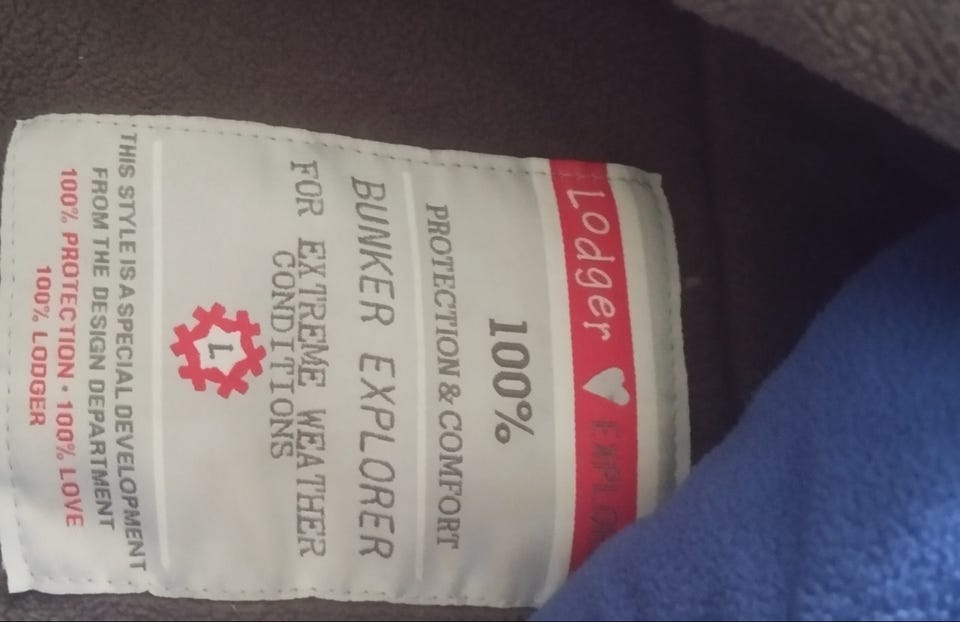 Lodger
100%
PROTECTION & COMFORT
BUNKER EXPLORER
FOR EXTREME WEATHER
CONDITIONS
L
THIS STYLE IS A SPECIAL DEVELOPMENT
FROM THE DESIGN DEPARTMENT
100% PROTECTION • 100% LOVE
100% LODGER